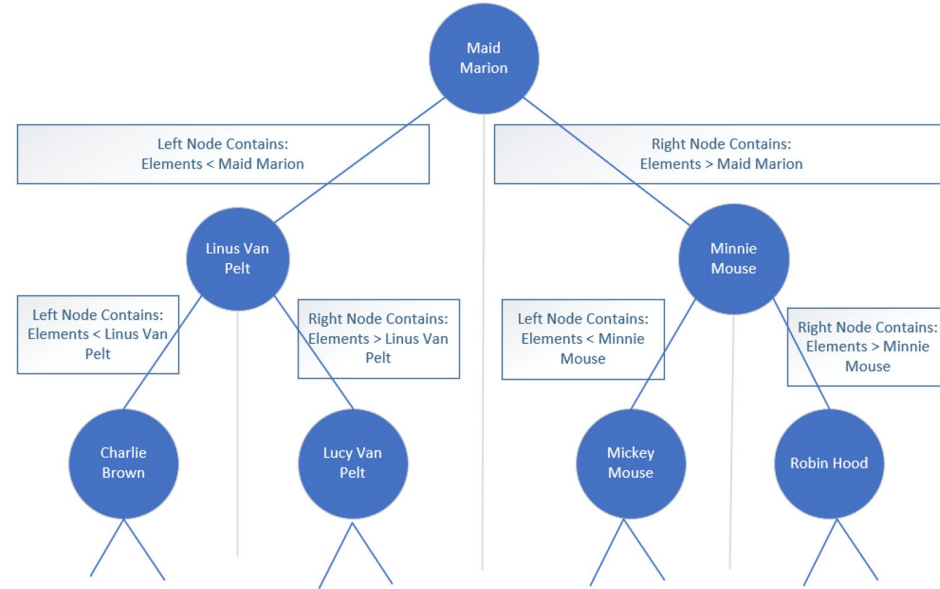 Maid
Marion
Left Node Contains:
Elements < Maid Marion
Right Node Contains:
Elements > Maid Marion
Linus Van
Pelt
Minnie
Mouse
Left Node Contains:
Elements < Linus Van
Pelt
Right Node Contains:
Elements > Linus Van
Pelt
Left Node Contains:
Elements < Minnie
Mouse
Right Node Contains:
Elements > Minnie
Mouse
Charlie
Brown
Lucy Van
Pelt
Mickey
Mouse
Robin Hood